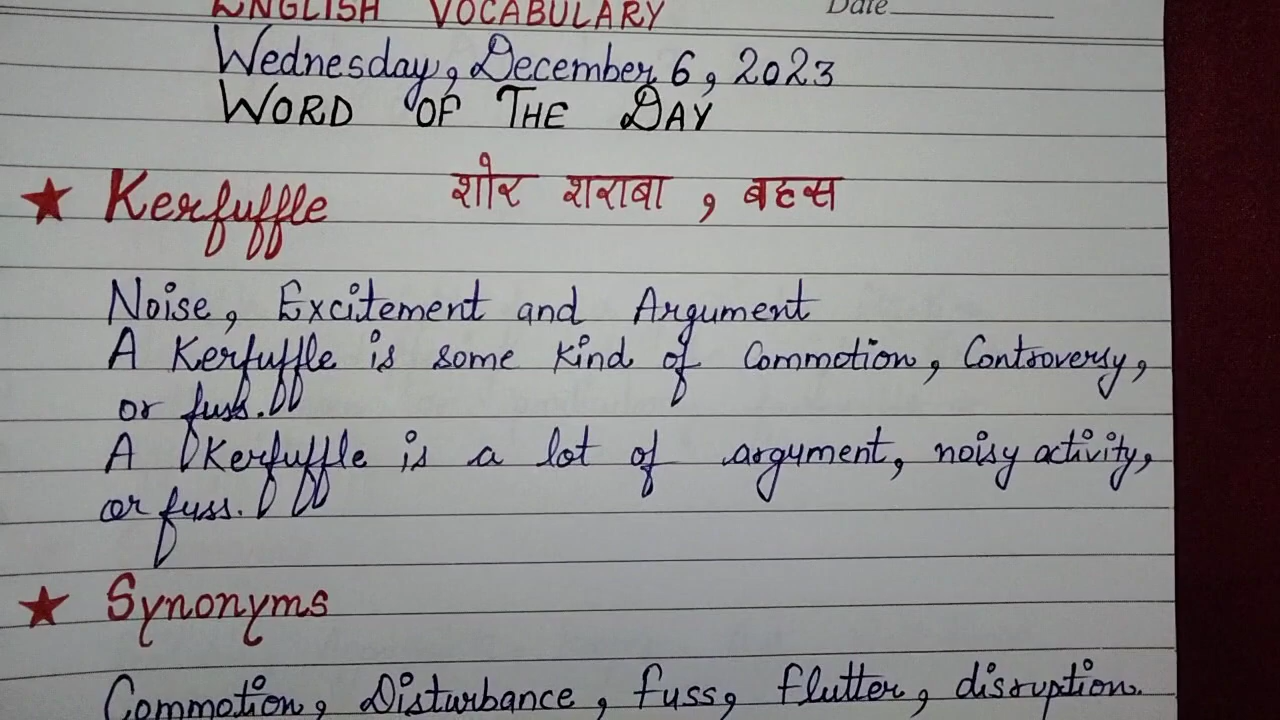 ENGLISH VOCABULARY Date
Wednesday, December 6, 2023
WORD OF THE DAY
★ Kerfuffle शोर शराबा , बहस
Noise, Excitement and Argument
A Kerfuffle is some kind of Commotion, Controversy,
or fuss.
A Kerfuffle is a lot of argument, noisy activity,
or fuss.
★ Synonyms
Commotion, Disturbance, fuss, flutter, disruption.